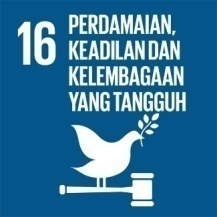 16 PERDAMAIAN,
KEADILAN DAN
KELEMBAGAAN
YANG TANGGUH